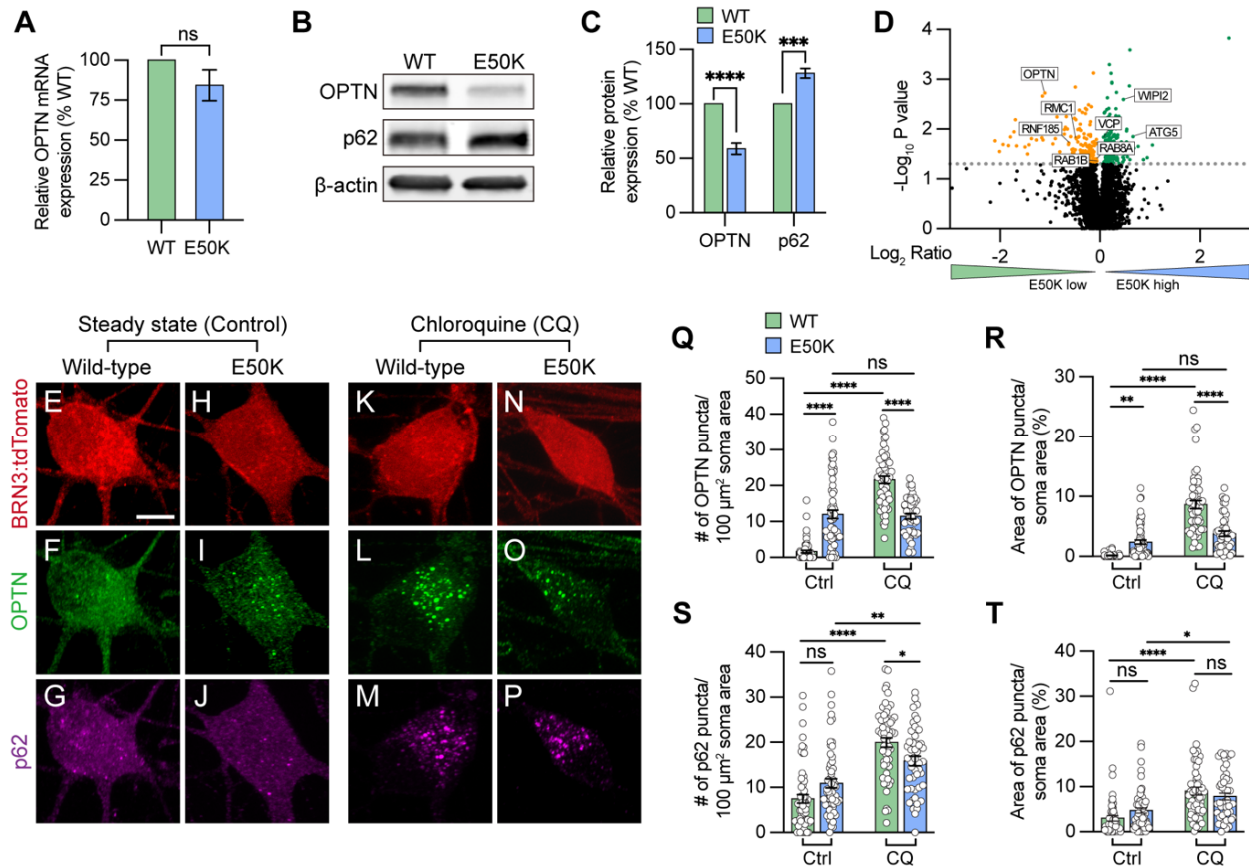 A
Relative OPTN mRNA
expression (% WT)
100
75
50
25
0
ns
WT
E50K
B
WT
E50K
OPTN
p62
β-actin
C
WT
E50K
Relative protein
exprssion (% WT)
150
100
50
0
****
***
OPTN
p62
D
-Log10 P value
4
3
2
1
0
OPTN
RMC1
RNF185
RAB1B
VCP
RAB8A
WIPI2
ATG5
Log2 Ratio
-2
0
2
E50K low
E50K high
Steady state (Control)
Chloroquine (CQ)
Wild-type
E50K
Wild-type
E50K
BRN3:tdTomato
E
H
K
N
OPTN
F
I
L
O
p62
G
J
M
P
Q
WT
E50K
# of OPTN puncta/
100 µm² soma area
50
40
30
20
10
0
ns
****
****
****
Ctrl
CQ
R
Area of OPTN puncta/
soma area (%)
30
20
10
0
ns
****
**
****
Ctrl
CQ
S
# of p62 puncta/
100 µm² soma area
40
30
20
10
0
**
****
ns
*
Ctrl
CQ
T
Area of p62 puncta/
soma area (%)
40
30
20
10
0
*
****
ns
ns
Ctrl
CQ